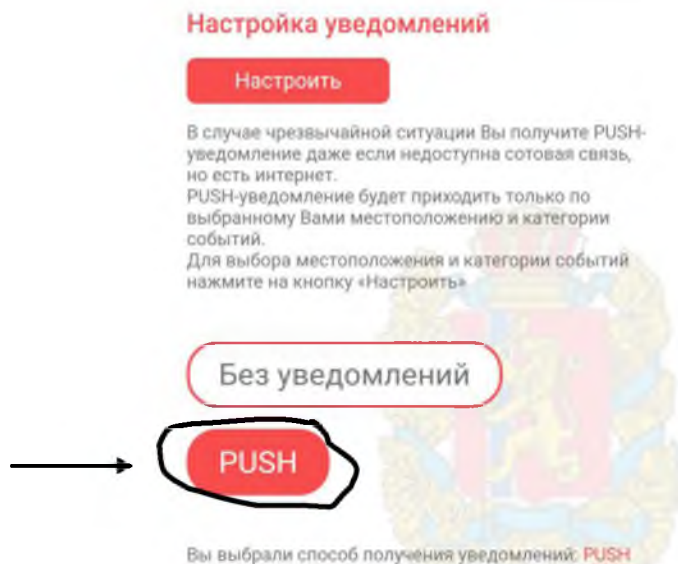 Настройка уведомлений
Настроить
В случае чрезвычайной ситуации Вы получите PUSH-
уведомление даже если недоступна сотовая связь,
но есть интернет.
PUSH-уведомление будет приходить только по
выбранному Вами местоположению и категории
событий.
Для выбора местоположения и категории событий
нажмите на кнопку «Настроить»
Без уведомлений
PUSH
Вы выбрали способ получения уведомлений: PUSH